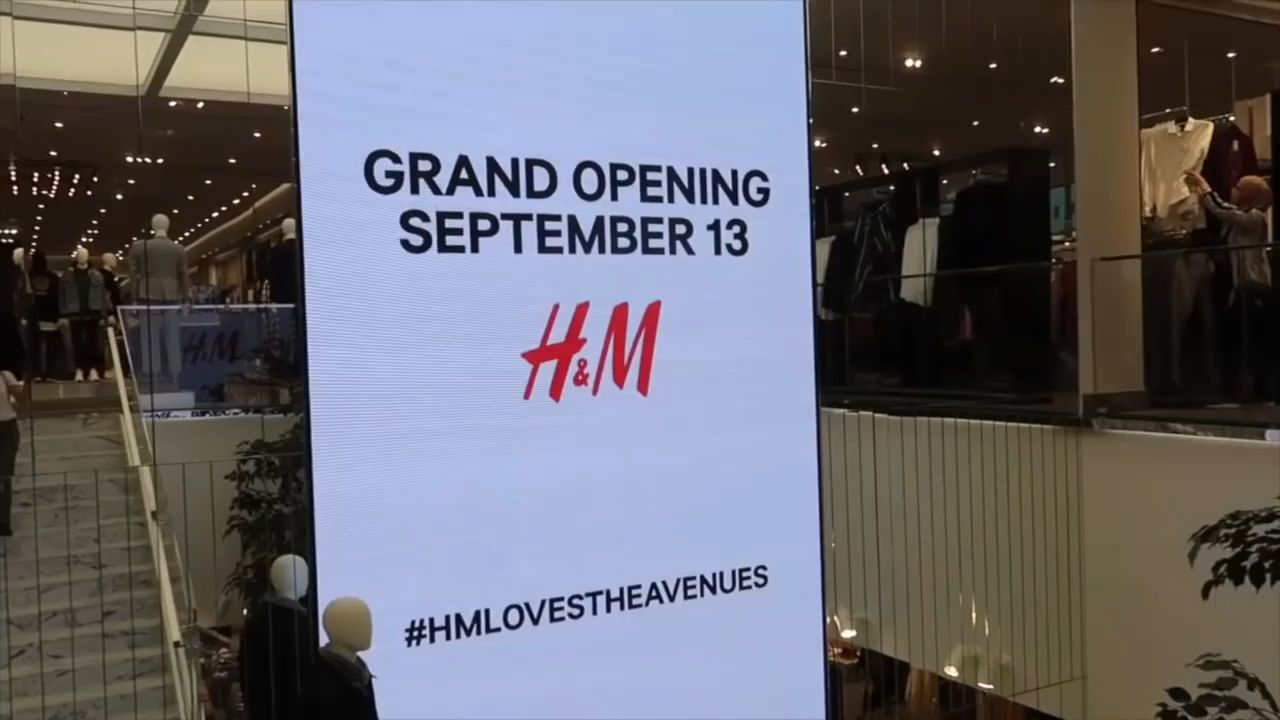 GRAND OPENING
SEPTEMBER 13
H&M
H&M
#HMLOVESTHEAVENUES